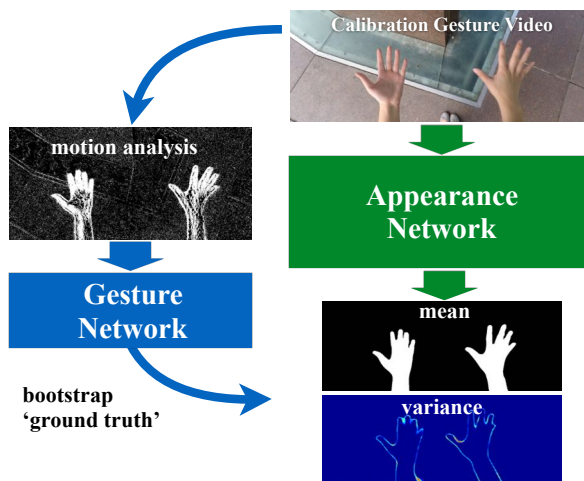 Calibration Gesture Video
motion analysis
Appearance
Network
Gesture
Network
mean
bootstrap
‘ground truth’
variance